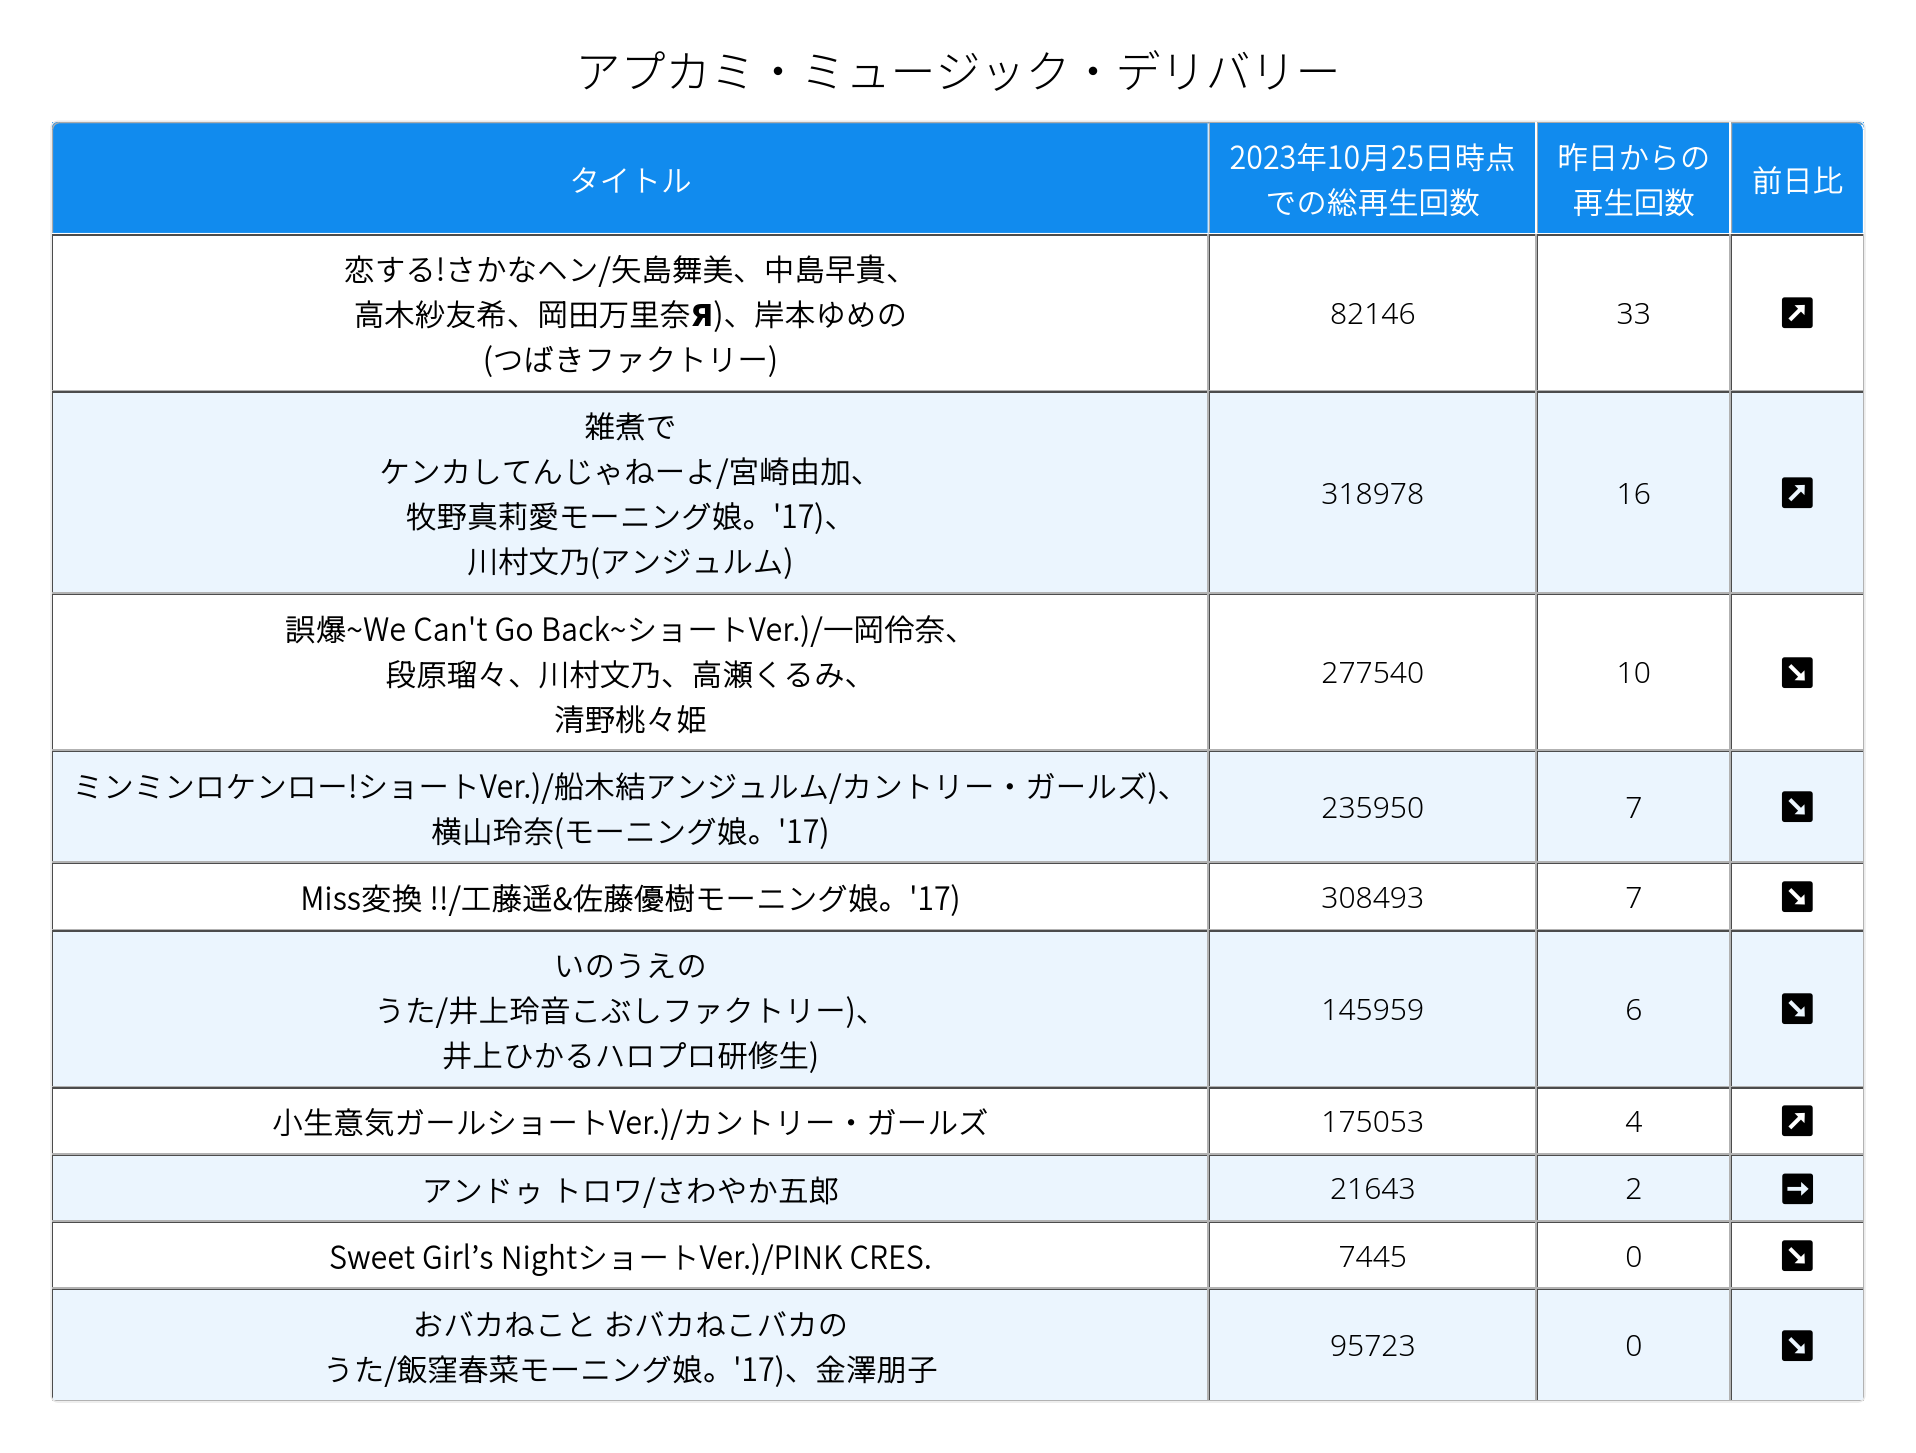 アプカミ・ミュージック・デリバリー
タイトル
2023年10月25日時点
での総再生回数
昨日からの
再生回数
前日比
恋する!さかなヘン/矢島舞美、中島早貴、
高木紗友希、岡田万里奈Я)、岸本ゆめの
(つばきファクトリー)
82146
33
↗
雑煮で
ケンカしてんじゃねーよ/宮崎由加、
牧野真莉愛モーニング娘。'17)、
川村文乃(アンジュルム)
318978
16
↗
誤爆~We Can't Go Back~ショートVer.)/一岡伶奈、
段原瑠々、川村文乃、高瀬くるみ、
清野桃々姫
277540
10
↘
ミンミンロケンロー!ショートVer.)/船木結アンジュルム/カントリー・ガールズ)、
横山玲奈(モーニング娘。'17)
235950
7
↘
Miss変換 !!/工藤遥&佐藤優樹モーニング娘。'17)
308493
7
↘
いのうえの
うた/井上玲音こぶしファクトリー)、
井上ひかるハロプロ研修生)
145959
6
↘
小生意気ガールショートVer.)/カントリー・ガールズ
175053
4
↗
アンドゥ トロワ/さわやか五郎
21643
2
→
Sweet Girl’s NightショートVer.)/PINK CRES.
7445
0
↘
おバカねこと おバカねこバカの
うた/飯窪春菜モーニング娘。'17)、金澤朋子
95723
0
↘